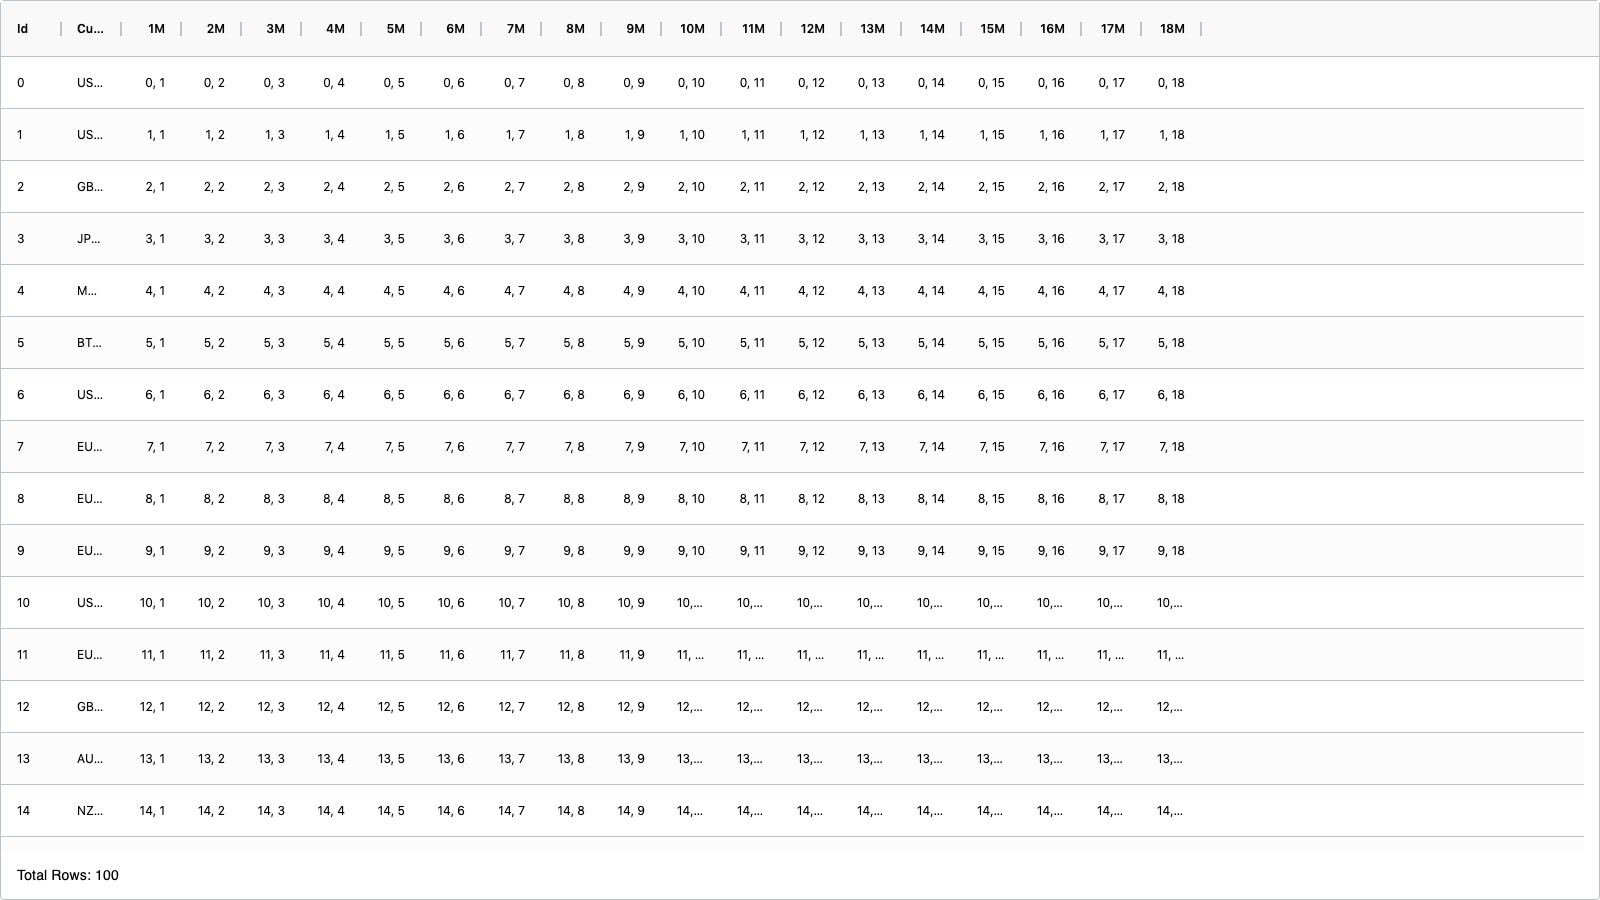 Id Cu... 1M 2M 3M 4M 5M 6M 7M 8M 9M 10M 11M 12M 13M 14M 15M 16M 17M 18M
0 US... 0, 1 0, 2 0, 3 0, 4 0, 5 0, 6 0, 7 0, 8 0, 9 0, 10 0, 11 0, 12 0, 13 0, 14 0, 15 0, 16 0, 17 0, 18
1 US... 1, 1 1, 2 1, 3 1, 4 1, 5 1, 6 1, 7 1, 8 1, 9 1, 10 1, 11 1, 12 1, 13 1, 14 1, 15 1, 16 1, 17 1, 18
2 GB... 2, 1 2, 2 2, 3 2, 4 2, 5 2, 6 2, 7 2, 8 2, 9 2, 10 2, 11 2, 12 2, 13 2, 14 2, 15 2, 16 2, 17 2, 18
3 JP... 3, 1 3, 2 3, 3 3, 4 3, 5 3, 6 3, 7 3, 8 3, 9 3, 10 3, 11 3, 12 3, 13 3, 14 3, 15 3, 16 3, 17 3, 18
4 M... 4, 1 4, 2 4, 3 4, 4 4, 5 4, 6 4, 7 4, 8 4, 9 4, 10 4, 11 4, 12 4, 13 4, 14 4, 15 4, 16 4, 17 4, 18
5 BT... 5, 1 5, 2 5, 3 5, 4 5, 5 5, 6 5, 7 5, 8 5, 9 5, 10 5, 11 5, 12 5, 13 5, 14 5, 15 5, 16 5, 17 5, 18
6 US... 6, 1 6, 2 6, 3 6, 4 6, 5 6, 6 6, 7 6, 8 6, 9 6, 10 6, 11 6, 12 6, 13 6, 14 6, 15 6, 16 6, 17 6, 18
7 EU... 7, 1 7, 2 7, 3 7, 4 7, 5 7, 6 7, 7 7, 8 7, 9 7, 10 7, 11 7, 12 7, 13 7, 14 7, 15 7, 16 7, 17 7, 18
8 EU... 8, 1 8, 2 8, 3 8, 4 8, 5 8, 6 8, 7 8, 8 8, 9 8, 10 8, 11 8, 12 8, 13 8, 14 8, 15 8, 16 8, 17 8, 18
9 EU... 9, 1 9, 2 9, 3 9, 4 9, 5 9, 6 9, 7 9, 8 9, 9 9, 10 9, 11 9, 12 9, 13 9, 14 9, 15 9, 16 9, 17 9, 18
10 US... 10, 1 10, 2 10, 3 10, 4 10, 5 10, 6 10, 7 10, 8 10, 9 10,... 10,... 10,... 10,... 10,... 10,... 10,... 10,... 10,...
11 EU... 11, 1 11, 2 11, 3 11, 4 11, 5 11, 6 11, 7 11, 8 11, 9 11, ... 11, ... 11, ... 11, ... 11, ... 11, ... 11, ... 11, ... 11, ...
12 GB... 12, 1 12, 2 12, 3 12, 4 12, 5 12, 6 12, 7 12, 8 12, 9 12,... 12,... 12,... 12,... 12,... 12,... 12,... 12,... 12,...
13 AU... 13, 1 13, 2 13, 3 13, 4 13, 5 13, 6 13, 7 13, 8 13, 9 13,... 13,... 13,... 13,... 13,... 13,... 13,... 13,... 13,...
14 NZ... 14, 1 14, 2 14, 3 14, 4 14, 5 14, 6 14, 7 14, 8 14, 9 14,... 14,... 14,... 14,... 14,... 14,... 14,... 14,... 14,...
Total Rows: 100